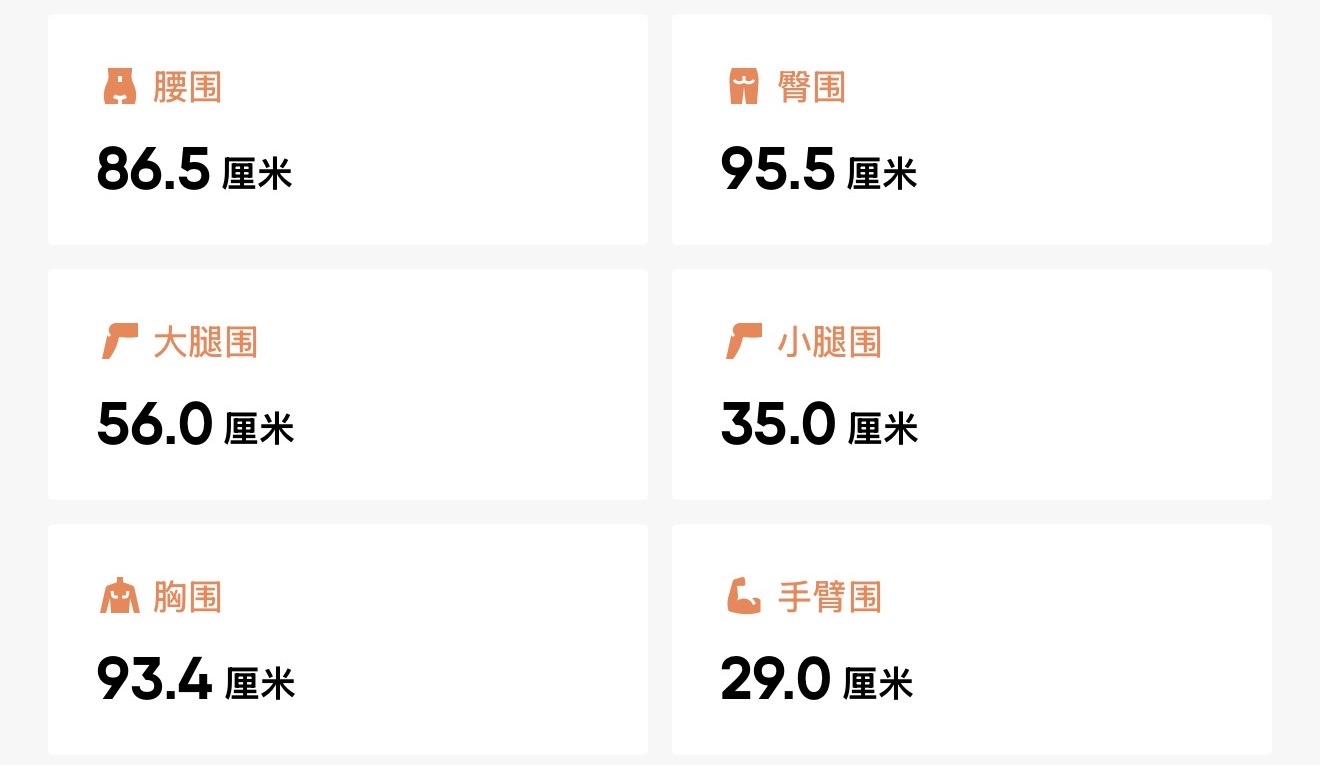 腰围
臀围
86.5 厘米
95.5 厘米
大腿围
小腿围
56.0 厘米
35.0 厘米
胸围
手臂围
93.4 厘米
29.0 厘米